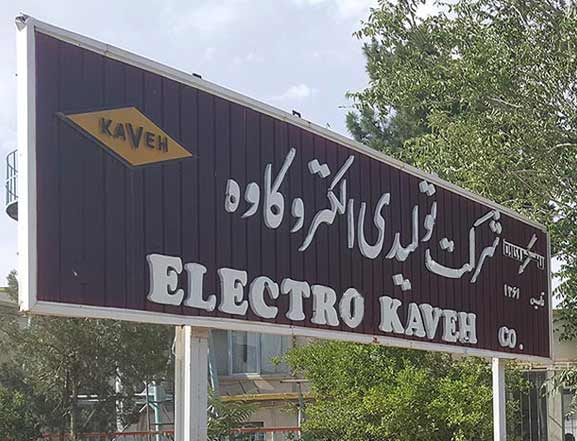 KAVEH
شرکت تولیدی الکترو کاوه
تاسیس ۱۳۶۱
ELECTRO KAVEH Co.